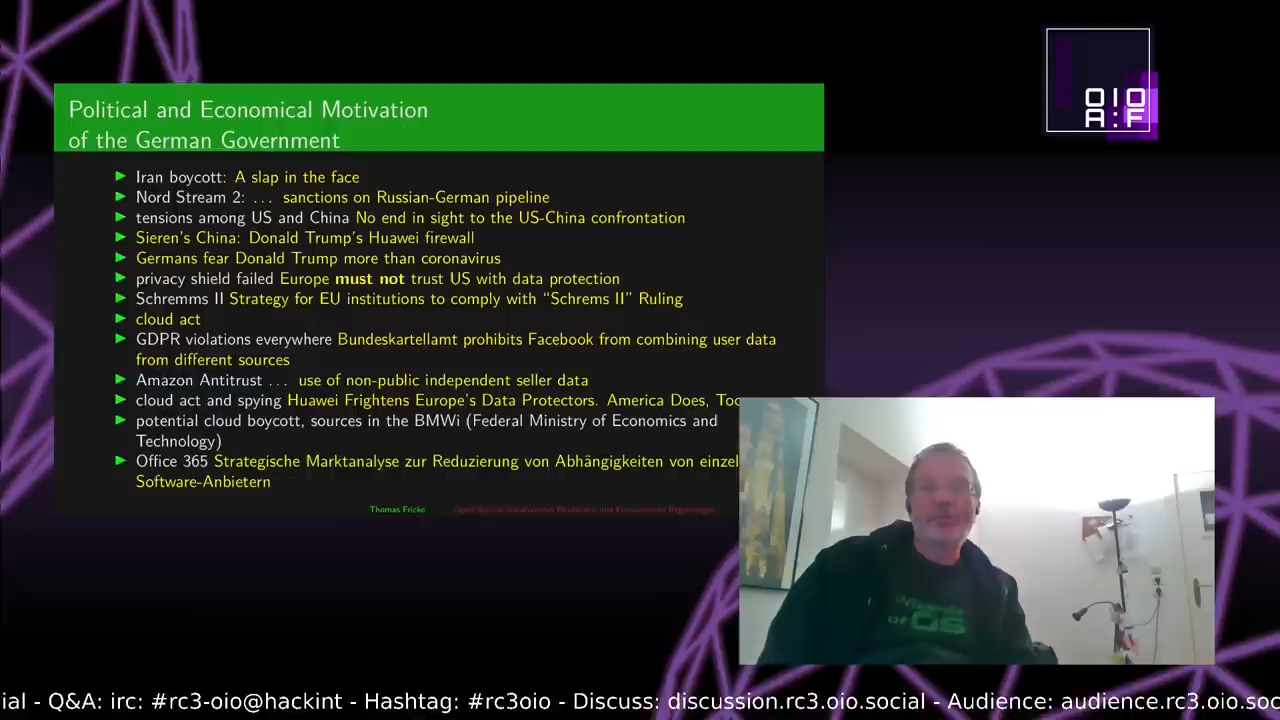 Political and Economical Motivation
of the German Government
Iran boycott: A slap in the face
Nord Stream 2: ... sanctions on Russian-German pipeline
tensions among US and China No end in sight to the US-China confrontation
Sieren's China: Donald Trump's Huawei firewall
Germans fear Donald Trump more than coronavirus
privacy shield failed Europe must not trust US with data protection
Schremms II Strategy for EU institutions to comply with “Schrems II” Ruling
cloud act
GDPR violations everywhere Bundeskartellamt prohibits Facebook from combining user data
from different sources
Amazon Antitrust ... use of non-public independent seller data
cloud act and spying Huawei Frightens Europe's Data Protectors. America Does, Too
potential cloud boycott, sources in the BMWi (Federal Ministry of Economics and
Technology)
Office 365 Strategische Marktanalyse zur Reduzierung von Abhängigkeiten von einzel
Software-Anbietern
Thomas Fricke
OIO
A:F
OF OS
ial - Q&A: irc: #rc3-oio@hackint - Hashtag: #rc3oio - Discuss: discussion.rc3.oio.social - Audience: audience.rc3.oio.soc